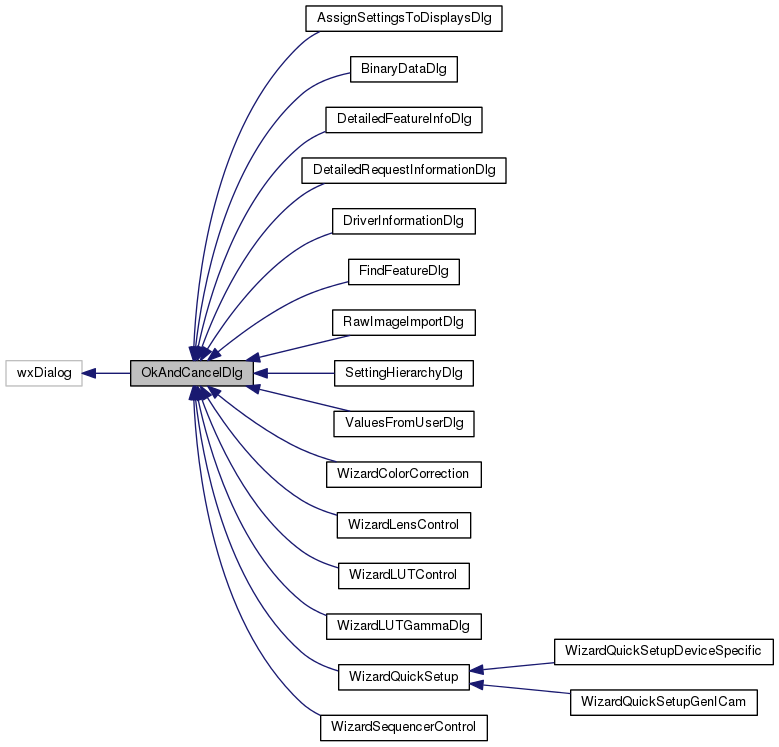 AssignSettingsToDisplaysDlg
BinaryDataDlg
DetailedFeatureInfoDlg
DetailedRequestInformationDlg
DriverInformationDlg
FindFeatureDlg
RawImageImportDlg
wxDialog
OkAndCancelDlg
SettingHierarchyDlg
ValuesFromUserDlg
WizardColorCorrection
WizardLensControl
WizardLUTControl
WizardLUTGammaDlg
WizardQuickSetup
WizardQuickSetupDeviceSpecific
WizardQuickSetupGenICam
WizardSequencerControl